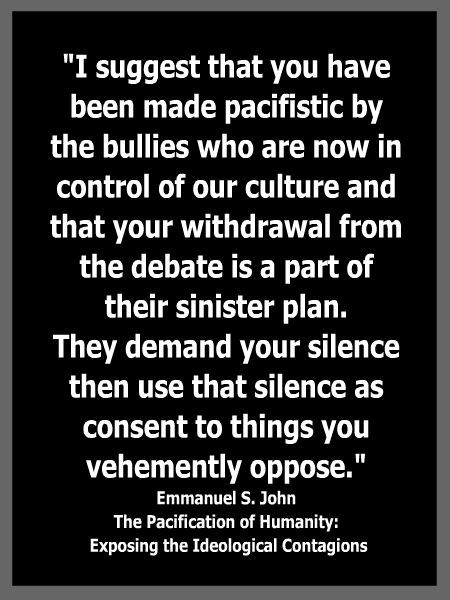 "I suggest that you have
been made pacifistic by
the bullies who are now in
control of our culture and
that your withdrawal from
the debate is a part of
their sinister plan.
They demand your silence
then use that silence as
consent to things you
vehemently oppose."
Emmanuel S. John
The Pacification of Humanity:
Exposing the Ideological Contagions